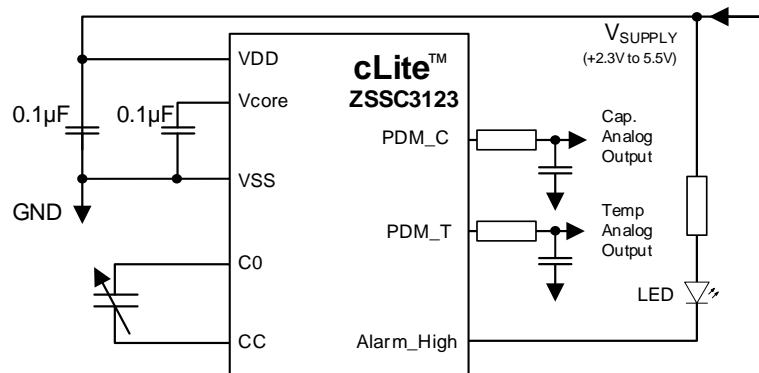 VSUPPLY
(+2.3V to 5.5V)
cLite™
ZSSC3123
VDD
Vcore
0.1µF
0.1µF
VSS
GND
PDM_C
Cap.
Analog
Output
PDM_T
Temp
Analog
Output
C0
CC
LED
Alarm_High